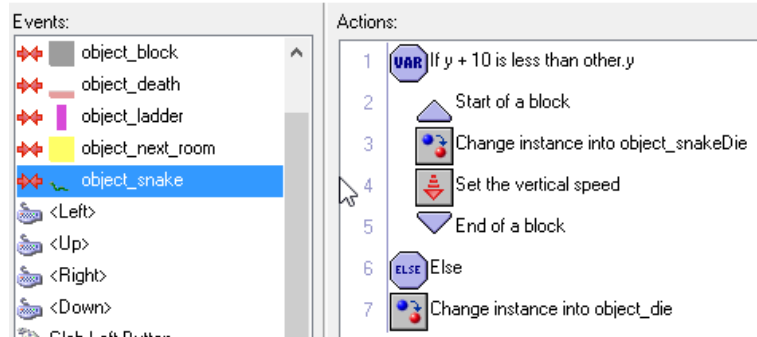 Events:
object_block
object_death
object_ladder
object_next_room
object_snake
<Left>
<Up>
<Right>
<Down>
Actions:
1 VAR If y + 10 is less than other.y
2 Start of a block
3 Change instance into object_snakeDie
4 Set the vertical speed
5 End of a block
6 ELSE Else
7 Change instance into object_die